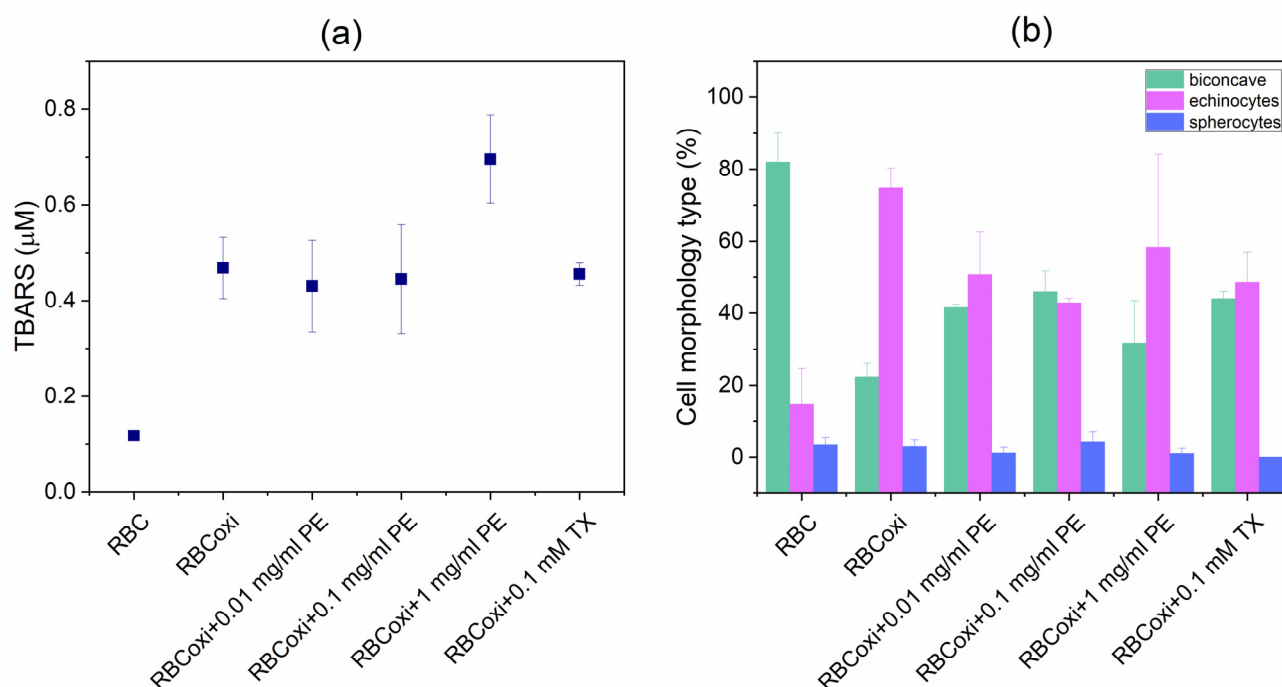 (a)
TBARS (μM)
0.8
0.6
0.4
0.2
0.0
RBC
RBCoxi
RBCoxi+0.01 mg/ml PE
RBCoxi+0.1 mg/ml PE
RBCoxi+1 mg/ml PE
RBCoxi+0.1 mM TX
(b)
Cell morphology type (%)
100
80
60
40
20
0
biconcave
echinocytes
spherocytes
RBC
RBCoxi
RBCoxi+0.01 mg/ml PE
RBCoxi+0.1 mg/ml PE
RBCoxi+1 mg/ml PE
RBCoxi+0.1 mM TX